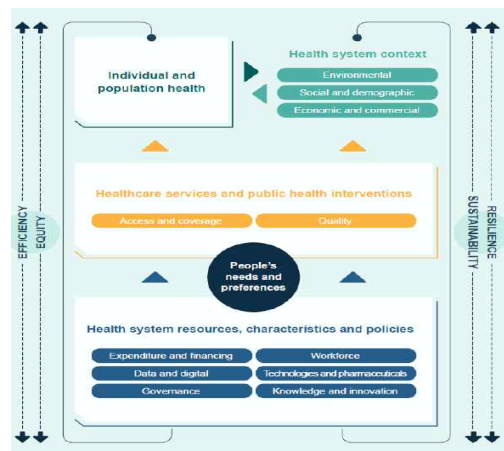 Individual and
population health
Health system context
Environmental
Social and demographic
Economic and commercial
Healthcare services and public health interventions
Access and coverage
Quality
People's
needs and
preferences
Health system resources, characteristics and policies
Expenditure and financing
Workforce
Data and digital
Technologies and pharmaceuticals
Governance
Knowledge and innovation
EFFICIENCY
EQUITY
SUSTAINABILITY
RESILIENCE